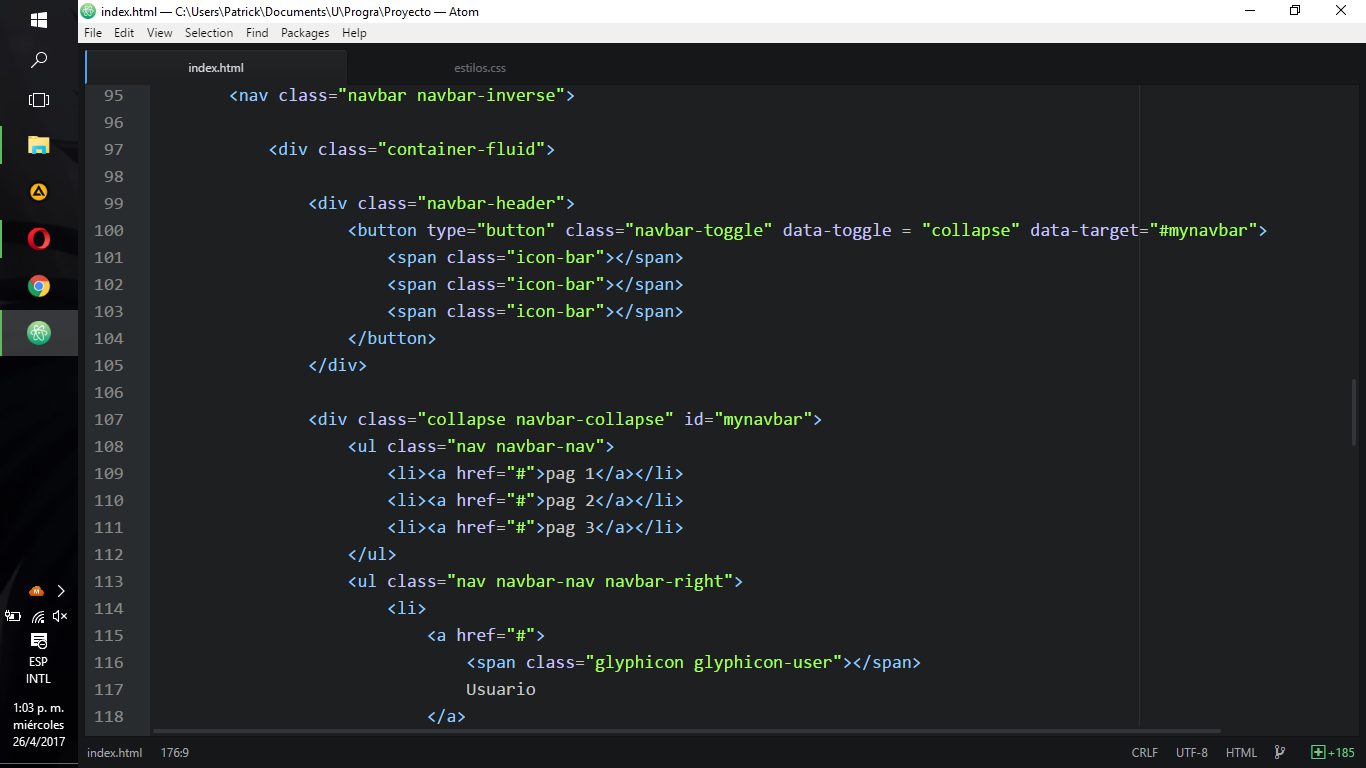 index.html — C:\Users\Patrick\Documents\U\Progra\Proyecto — Atom
File Edit View Selection Find Packages Help
index.html estilos.css
95 <nav class="navbar navbar-inverse">
96
97 <div class="container-fluid">
98
99 <div class="navbar-header">
100 <button type="button" class="navbar-toggle" data-toggle = "collapse" data-target="#mynavbar">
101 <span class="icon-bar"></span>
102 <span class="icon-bar"></span>
103 <span class="icon-bar"></span>
104 </button>
105 </div>
106
107 <div class="collapse navbar-collapse" id="mynavbar">
108 <ul class="nav navbar-nav">
109 <li><a href="#">pag 1</a></li>
110 <li><a href="#">pag 2</a></li>
111 <li><a href="#">pag 3</a></li>
112 </ul>
113 <ul class="nav navbar-nav navbar-right">
114 <li>
115 <a href="#">
116 <span class="glyphicon glyphicon-user"></span>
117 Usuario
118 </a>
index.html 176:9 CRLF UTF-8 HTML +185
ESP
INTL
1:03 p. m.
miércoles
26/4/2017